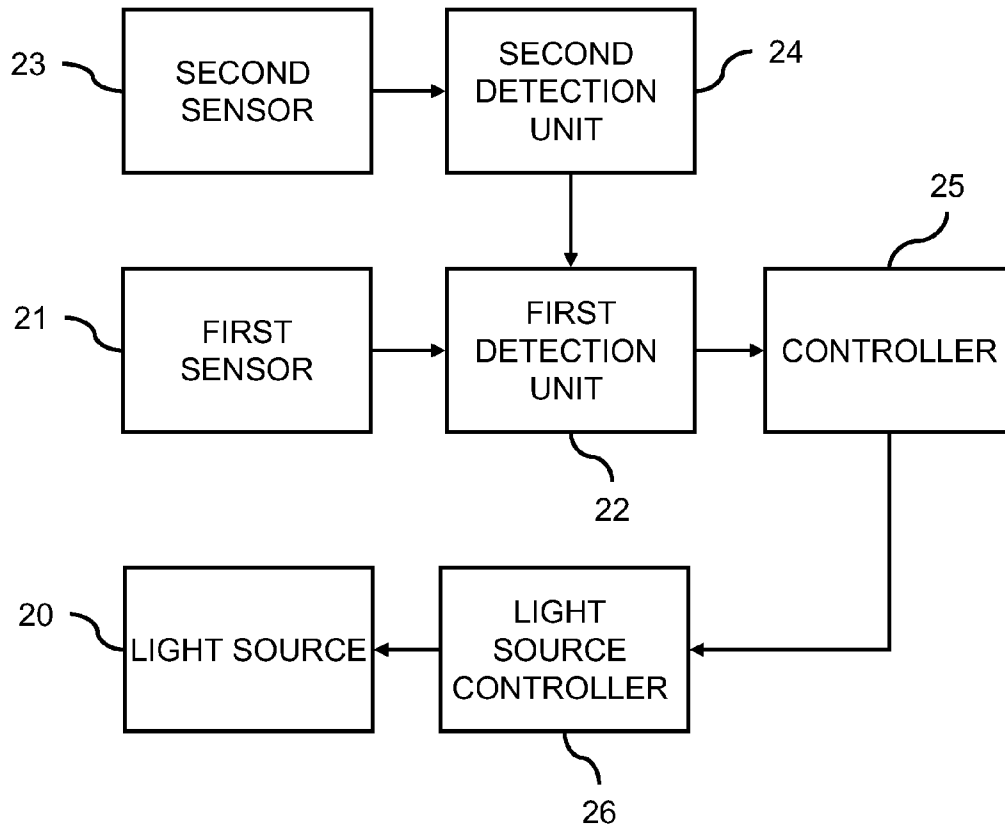 23
SECOND
SENSOR
SECOND
DETECTION
UNIT
24
25
21
FIRST
SENSOR
FIRST
DETECTION
UNIT
CONTROLLER
22
20
LIGHT SOURCE
LIGHT
SOURCE
CONTROLLER
26